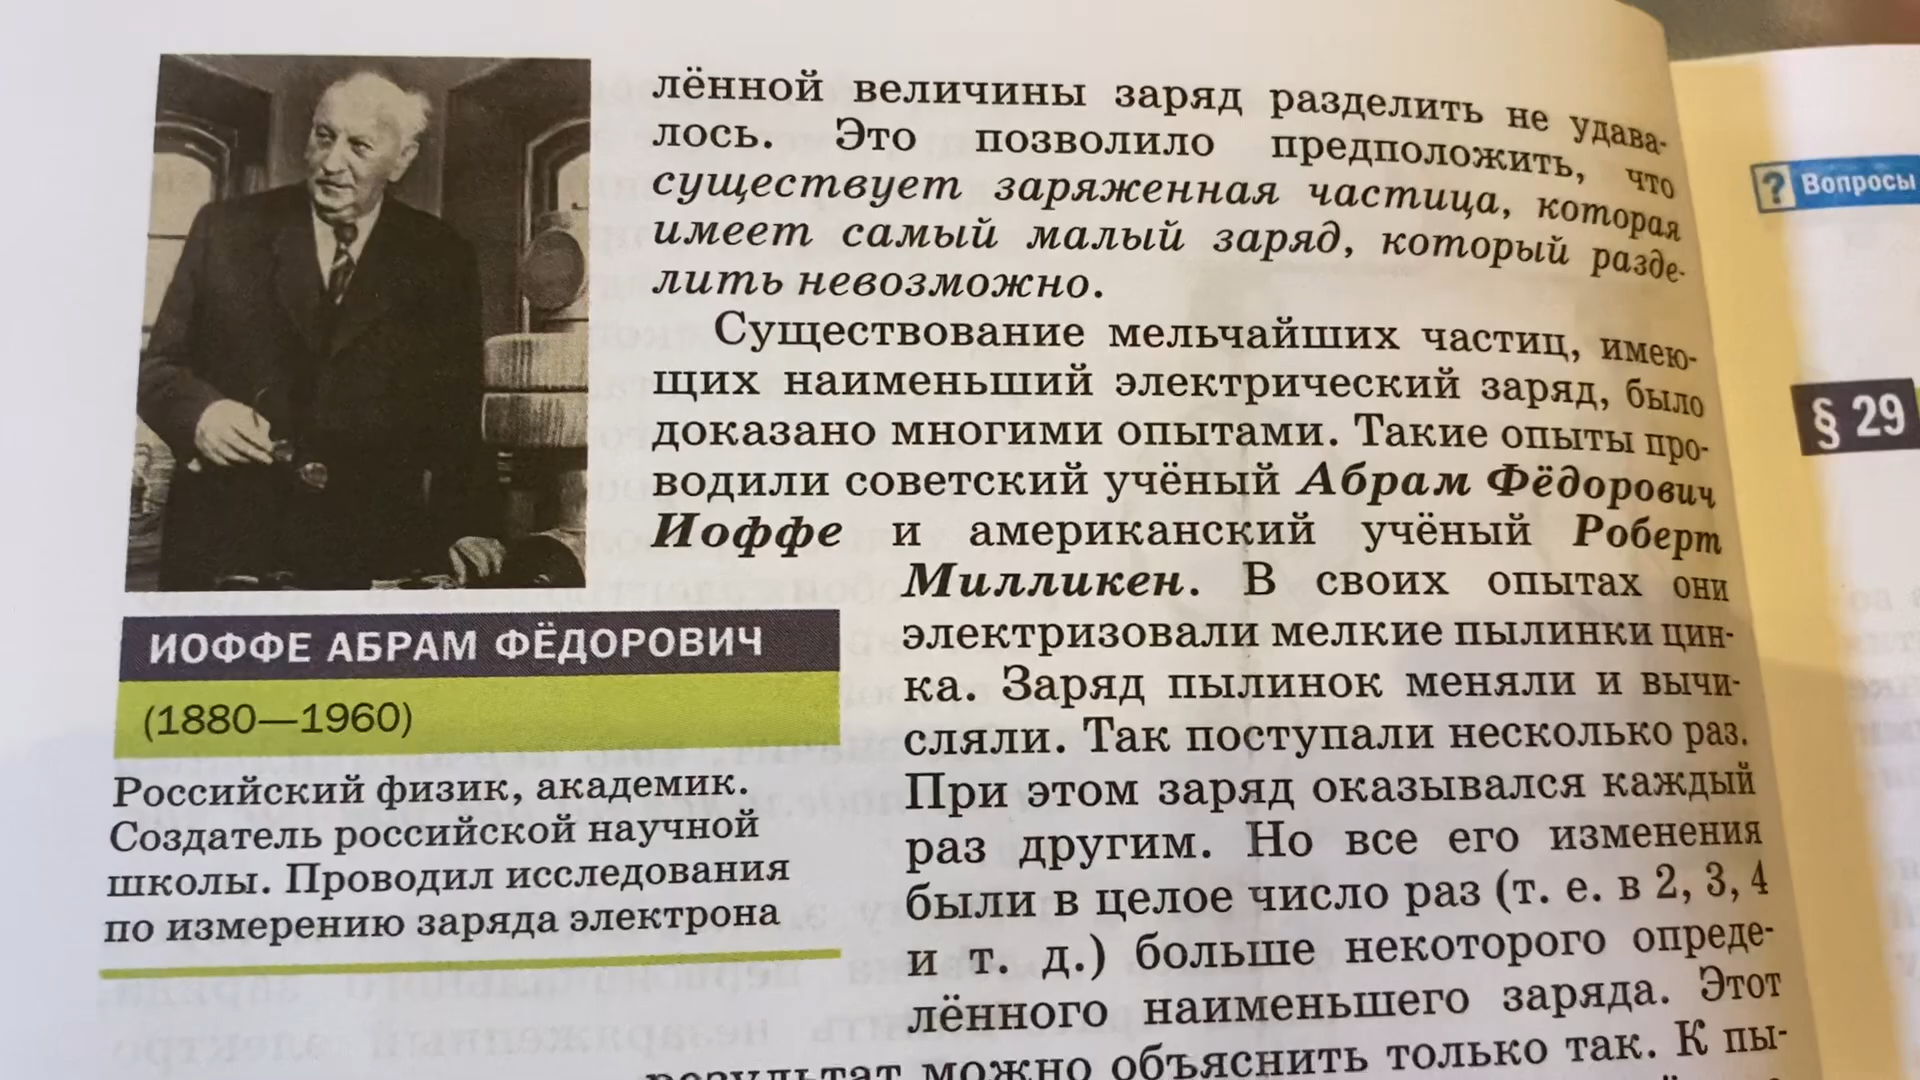 лённой величины заряд разделить не удава-
лось. Это позволило предположить, что
существует заряженная частица, которая
имеет самый малый заряд, который разде-
лить невозможно.
Существование мельчайших частиц, имею-
щих наименьший электрический заряд, было
доказано многими опытами. Такие опыты про-
водили советский учёный Абрам Фёдорович
Иоффе и американский учёный Роберт
Милликен. В своих опытах они
электризовали мелкие пылинки цин-
ка. Заряд пылинок меняли и вычи-
сляли. Так поступали несколько раз.
При этом заряд оказывался каждый
раз другим. Но все его изменения
были в целое число раз (т. е. в 2, 3, 4
и т. д.) больше некоторого опреде-
лённого наименьшего заряда. Этот
результат можно объяснить только так. К пы-
ИОФФЕ АБРАМ ФЁДОРОВИЧ
(1880—1960)
Российский физик, академик.
Создатель российской научной
школы. Проводил исследования
по измерению заряда электрона
? Вопросы
§ 29